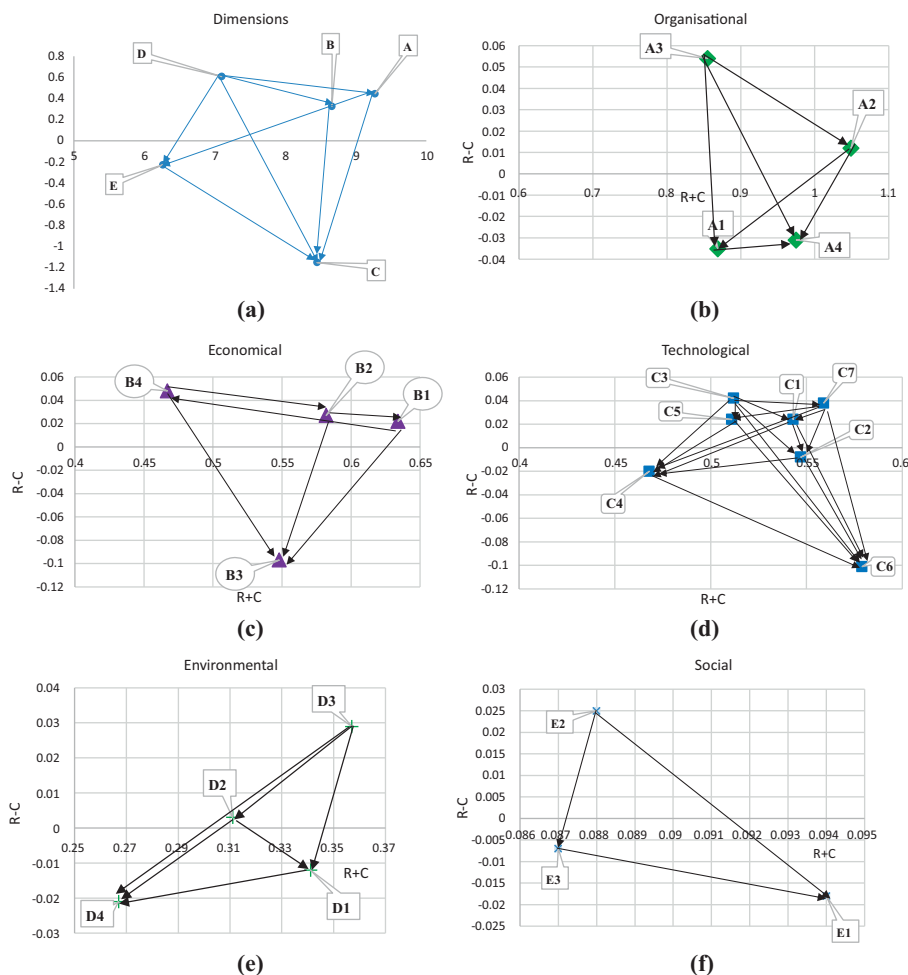 Dimensions
D
B
A
E
C
0.8
0.6
0.4
0.2
0
-0.2
-0.4
-0.6
-0.8
-1
-1.2
-1.4
5 6 7 8 9 10
(a)
Organisational
A3
A2
A1
A4
R-C
0.06
0.05
0.04
0.03
0.02
0.01
0
-0.01
-0.02
-0.03
-0.04
0.6 0.7 0.8 0.9 1 1.1
R+C
(b)
Economical
B4
B2
B1
B3
R-C
0.06
0.04
0.02
0
-0.02
-0.04
-0.06
-0.08
-0.1
-0.12
0.4 0.45 0.5 0.55 0.6 0.65
R+C
(c)
Technological
C3
C1
C7
C5
C2
C4
C6
R-C
0.06
0.04
0.02
0
-0.02
-0.04
-0.06
-0.08
-0.1
-0.12
0.4 0.45 0.5 0.55 0.6
R+C
(d)
Environmental
D3
D2
D1
D4
R-C
0.04
0.03
0.02
0.01
0
-0.01
-0.02
-0.03
0.25 0.27 0.29 0.31 0.33 0.35 0.37
R+C
(e)
Social
E2
E3
E1
R-C
0.03
0.025
0.02
0.015
0.01
0.005
0
-0.005
-0.01
-0.015
-0.02
-0.025
0.086 0.087 0.088 0.089 0.09 0.091 0.092 0.093 0.094 0.095
R+C
(f)